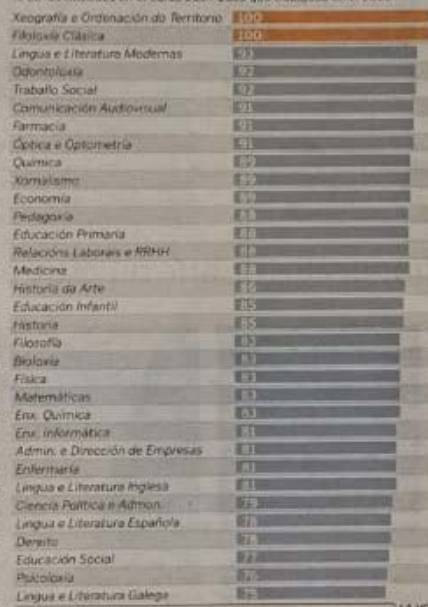 Xeografía e Ordenación do Territorio 100
Filoloxía Clásica 100
Lingua e Literatura Modernas 93
Odontoloxía 92
Traballo Social 92
Comunicación Audiovisual 91
Farmacia 91
Óptica e Optometría 91
Química 89
Xornalismo 89
Economía 89
Pedagoxía 88
Educación Primaria 88
Relacións Laborais e RRHH 88
Medicina 88
Historia da Arte 86
Educación Infantil 85
Historia 85
Filosofía 83
Bioloxía 83
Física 83
Matemáticas 83
Enx. Química 83
Enx. Informática 81
Admin. e Dirección de Empresas 81
Enfermaría 81
Lingua e Literatura Inglesa 81
Ciencia Política e Admon. 79
Lingua e Literatura Española 78
Dereito 78
Educación Social 77
Psicoloxía 76
Lingua e Literatura Galega 75